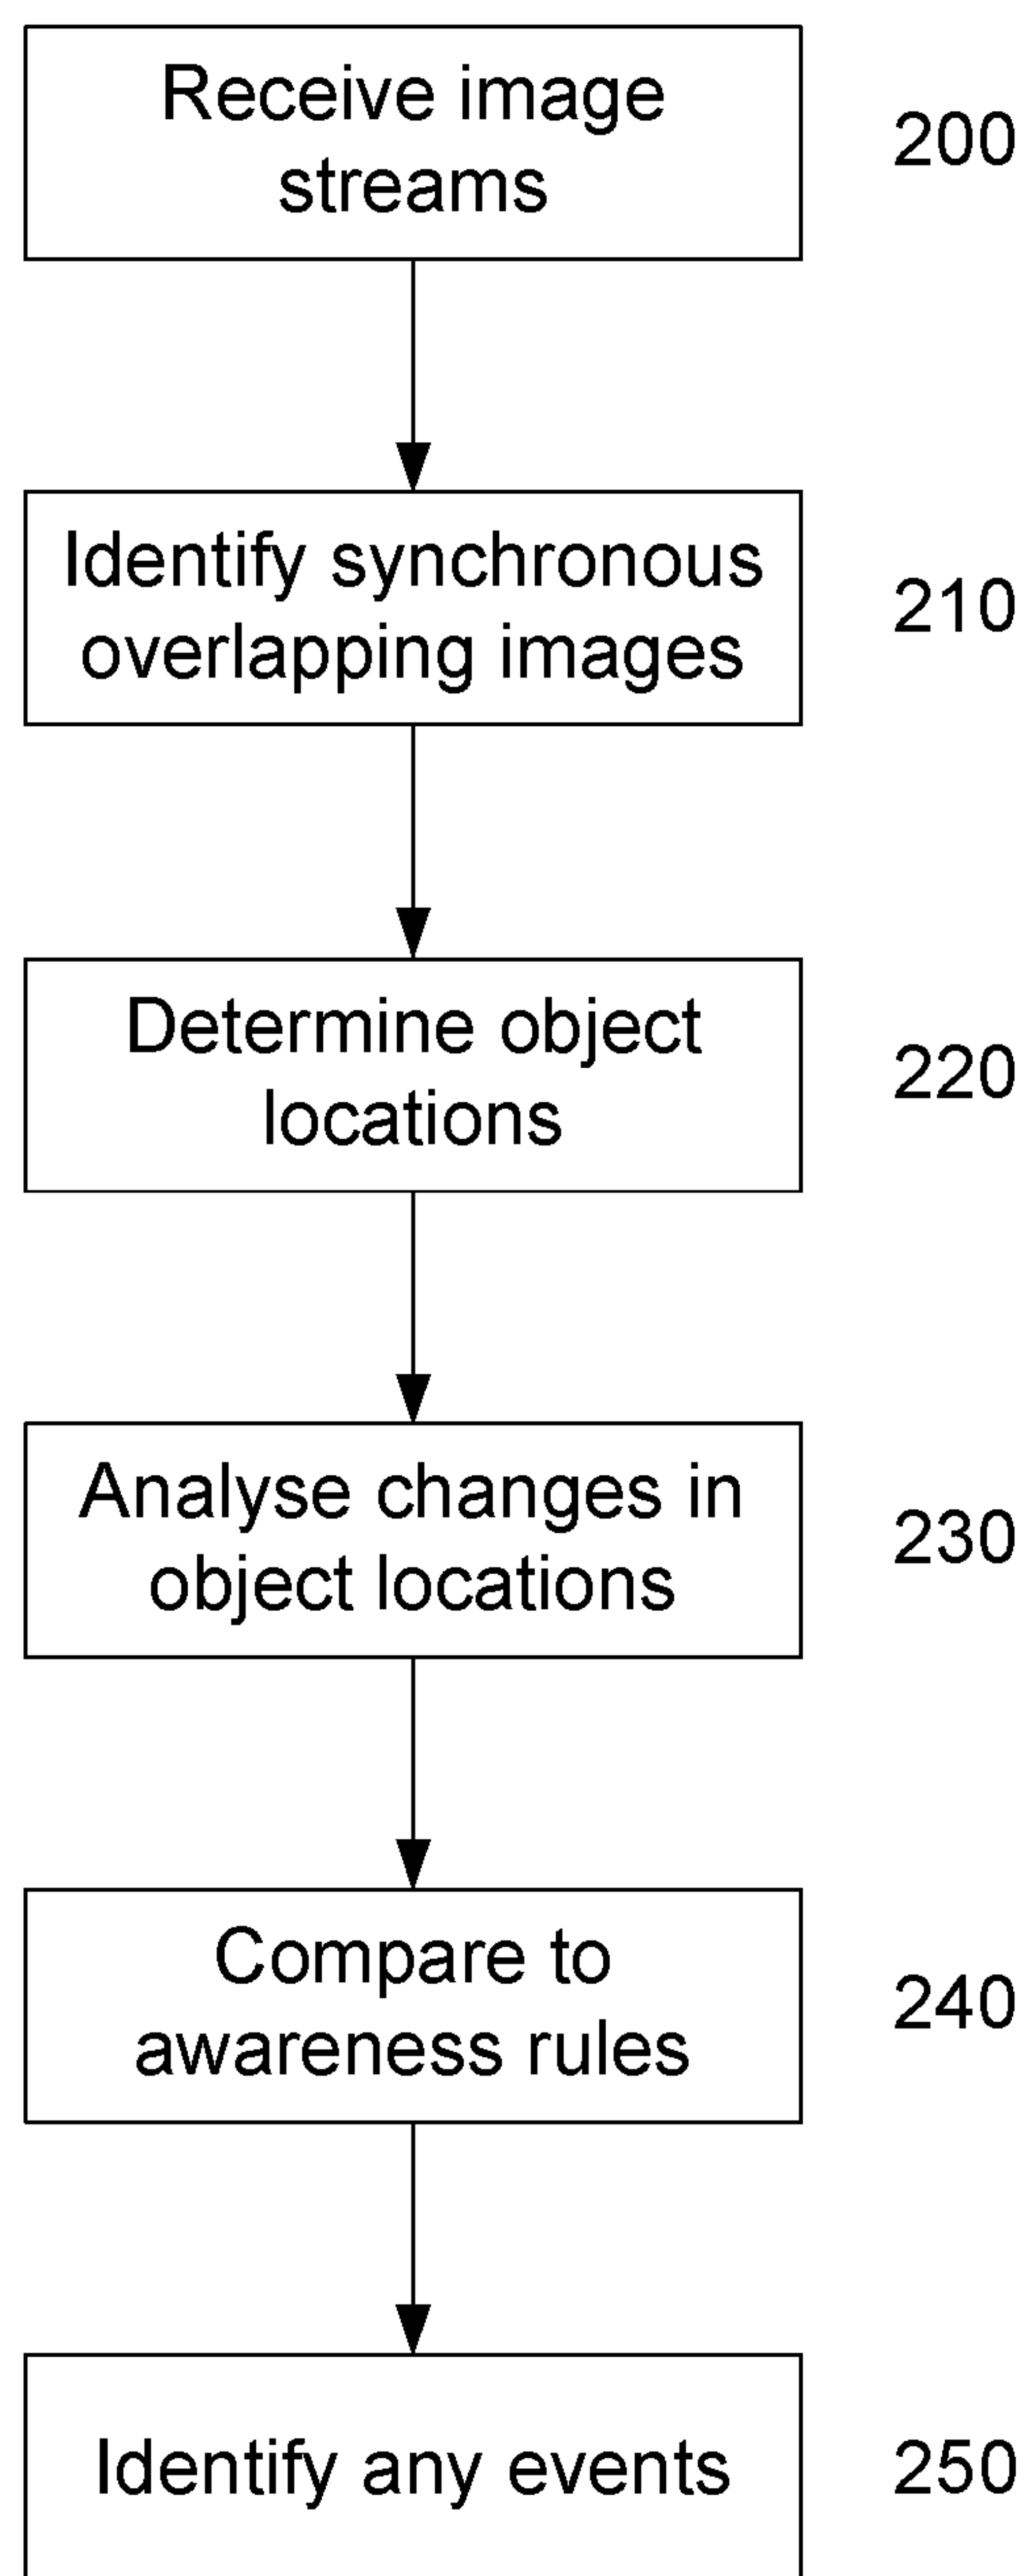 Receive image
streams
200
Identify synchronous
overlapping images
210
Determine object
locations
220
Analyse changes in
object locations
230
Compare to
awareness rules
240
Identify any events
250